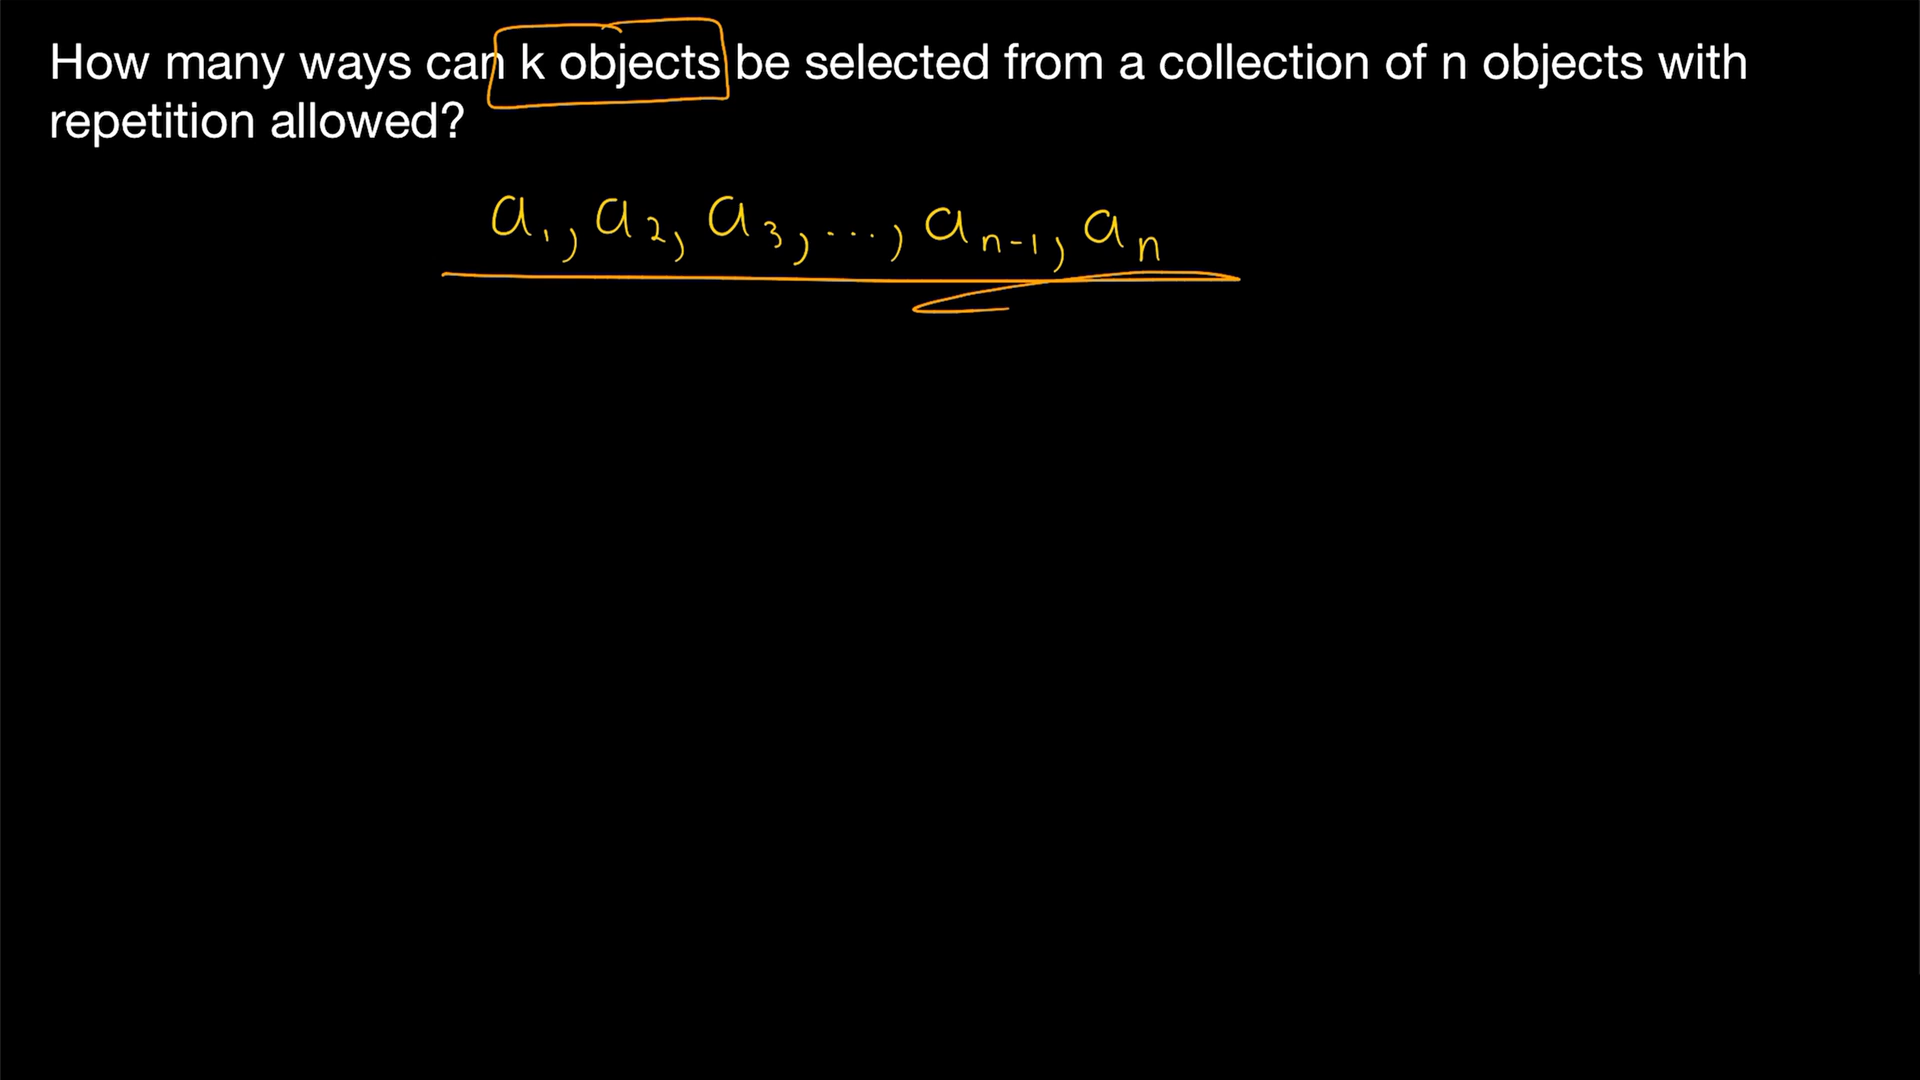 How many ways can k objects be selected from a collection of n objects with
repetition allowed?
a₁, a₂, a₃, ..., aₙ₋₁, aₙ